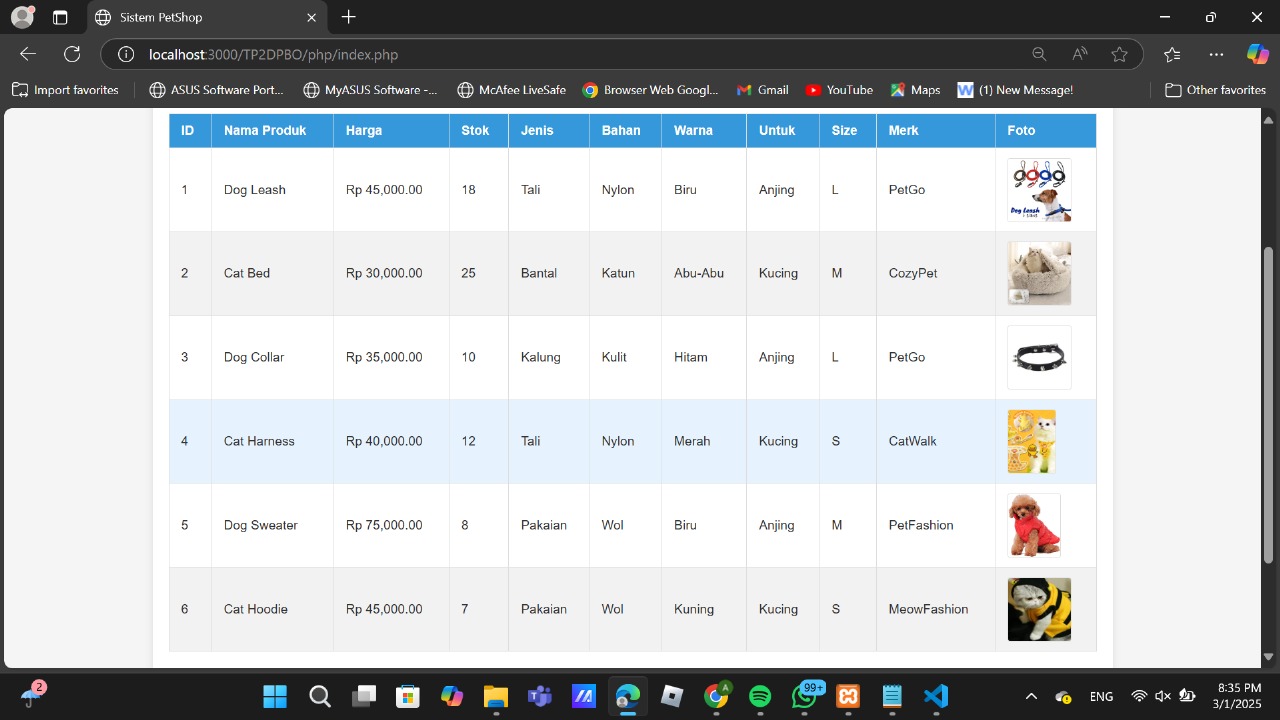 Sistem PetShop
localhost:3000/TP2DPBO/php/index.php
Import favorites ASUS Software Port... MyASUS Software -... McAfee LiveSafe Browser Web Googl... Gmail YouTube Maps (1) New Message! Other favorites
ID Nama Produk Harga Stok Jenis Bahan Warna Untuk Size Merk Foto
1 Dog Leash Rp 45,000.00 18 Tali Nylon Biru Anjing L PetGo
Dog Leash
2 Cat Bed Rp 30,000.00 25 Bantal Katun Abu-Abu Kucing M CozyPet
3 Dog Collar Rp 35,000.00 10 Kalung Kulit Hitam Anjing L PetGo
4 Cat Harness Rp 40,000.00 12 Tali Nylon Merah Kucing S CatWalk
5 Dog Sweater Rp 75,000.00 8 Pakaian Wol Biru Anjing M PetFashion
6 Cat Hoodie Rp 45,000.00 7 Pakaian Wol Kuning Kucing S MeowFashion
2 A 99+ ENG 8:35 PM
3/1/2025